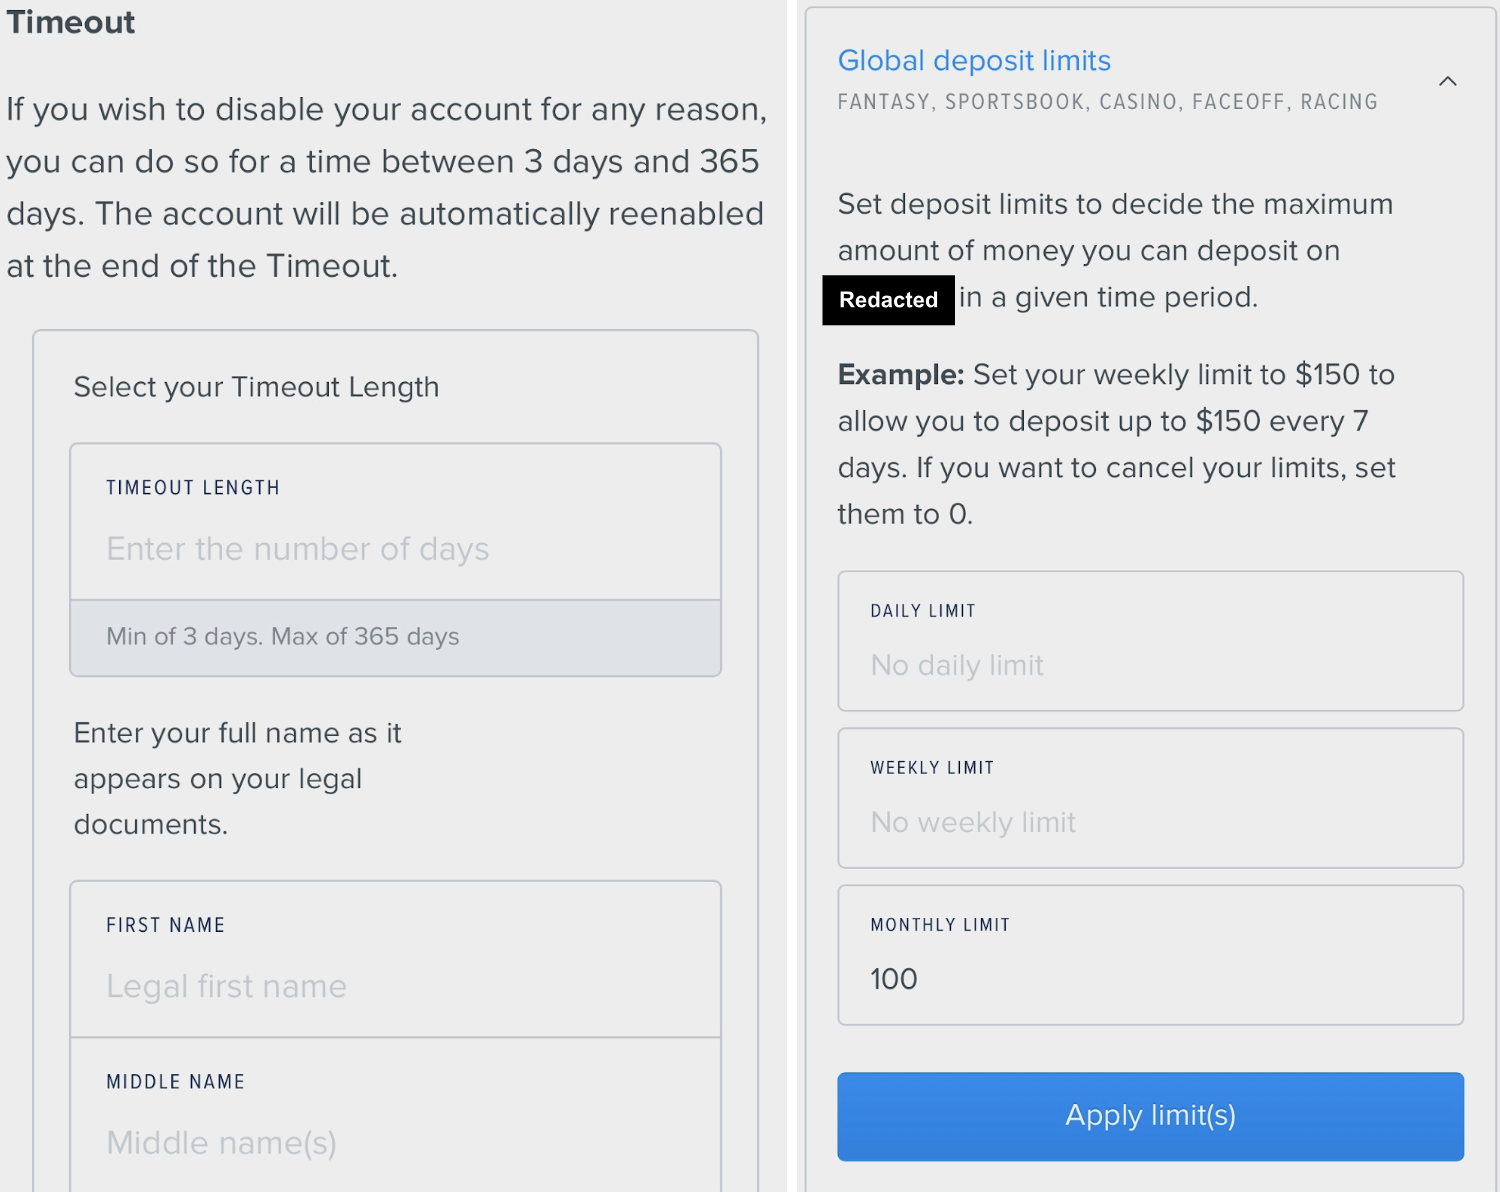 Timeout
If you wish to disable your account for any reason,
you can do so for a time between 3 days and 365
days. The account will be automatically reenabled
at the end of the Timeout.
Select your Timeout Length
TIMEOUT LENGTH
Enter the number of days
Min of 3 days. Max of 365 days
Enter your full name as it
appears on your legal
documents.
FIRST NAME
Legal first name
MIDDLE NAME
Middle name(s)
Global deposit limits
FANTASY, SPORTSBOOK, CASINO, FACEOFF, RACING
Set deposit limits to decide the maximum
amount of money you can deposit on
Redacted in a given time period.
Example: Set your weekly limit to $150 to
allow you to deposit up to $150 every 7
days. If you want to cancel your limits, set
them to 0.
DAILY LIMIT
No daily limit
WEEKLY LIMIT
No weekly limit
MONTHLY LIMIT
100
Apply limit(s)